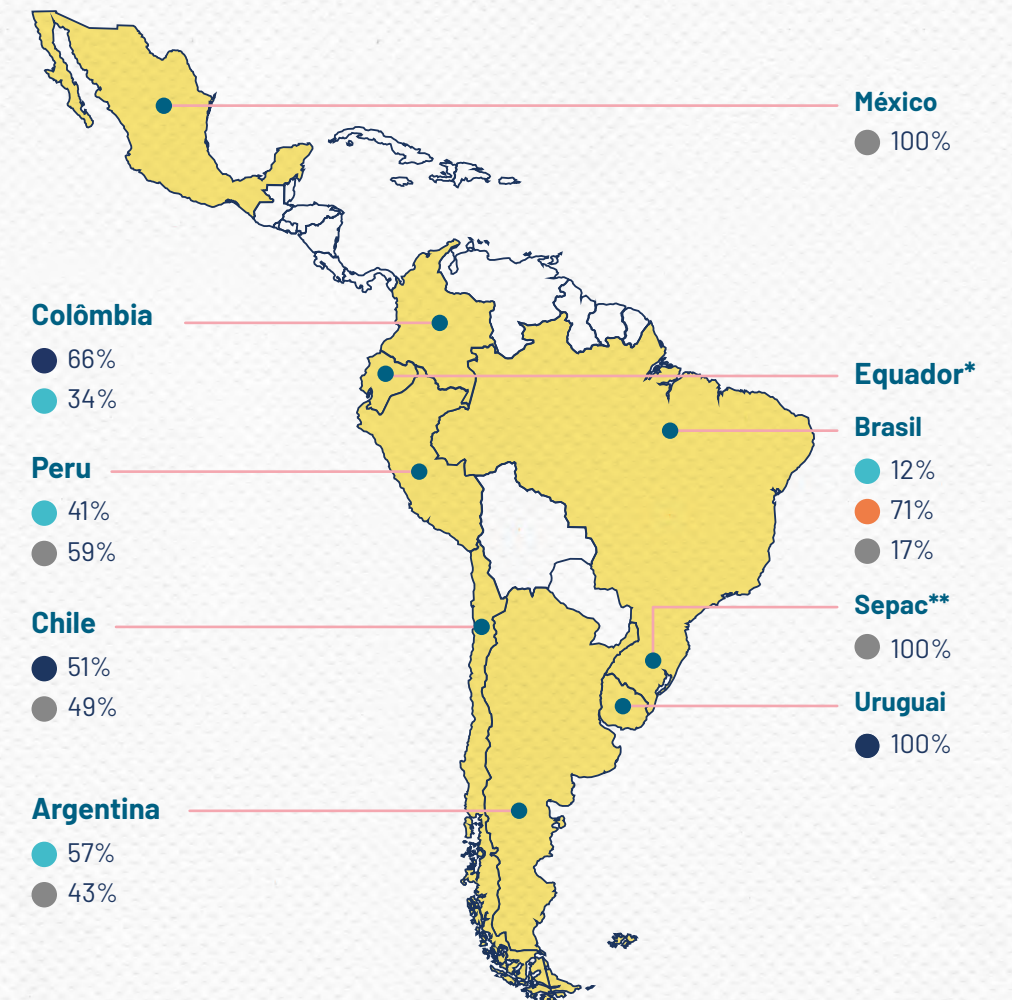 México
100%
Colômbia
66%
34%
Equador*
Brasil
12%
71%
17%
Peru
41%
59%
Sepac**
100%
Chile
51%
49%
Uruguai
100%
Argentina
57%
43%